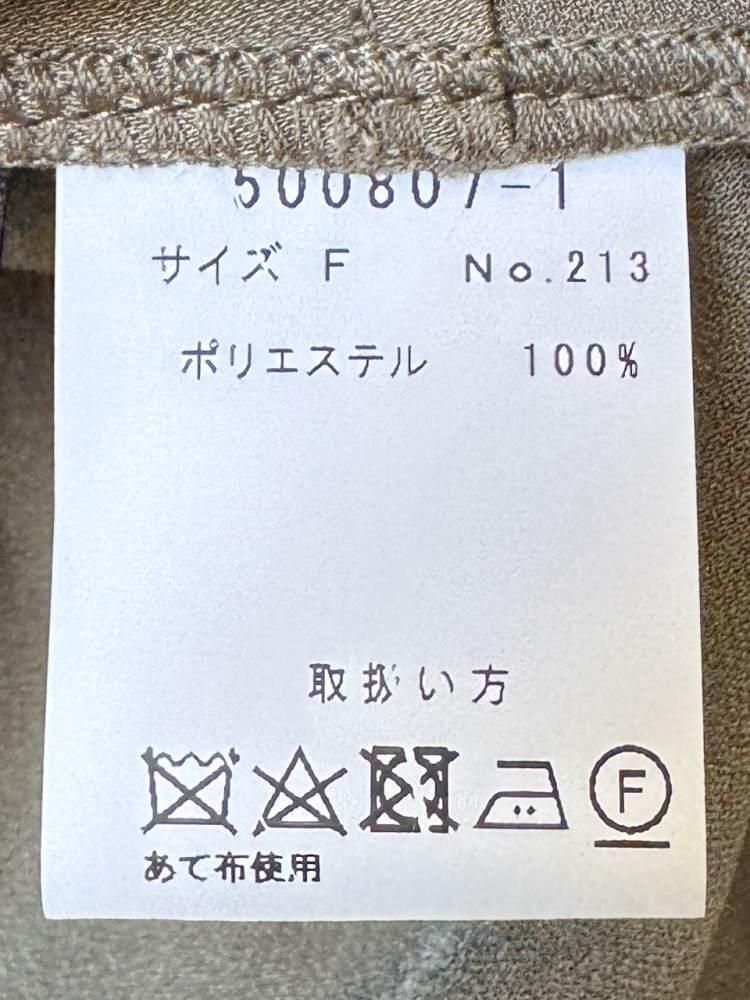 500807-1
サイズ F No.213
ポリエステル 100%
取扱い方
F
あて布使用